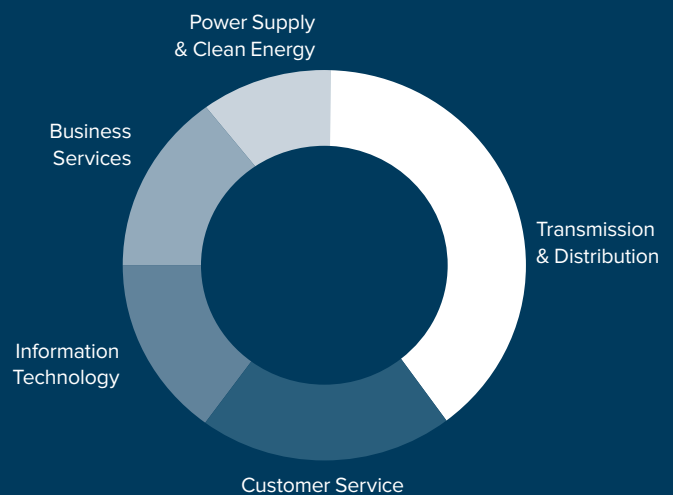 Power Supply
& Clean Energy
Business
Services
Transmission
& Distribution
Information
Technology
Customer Service